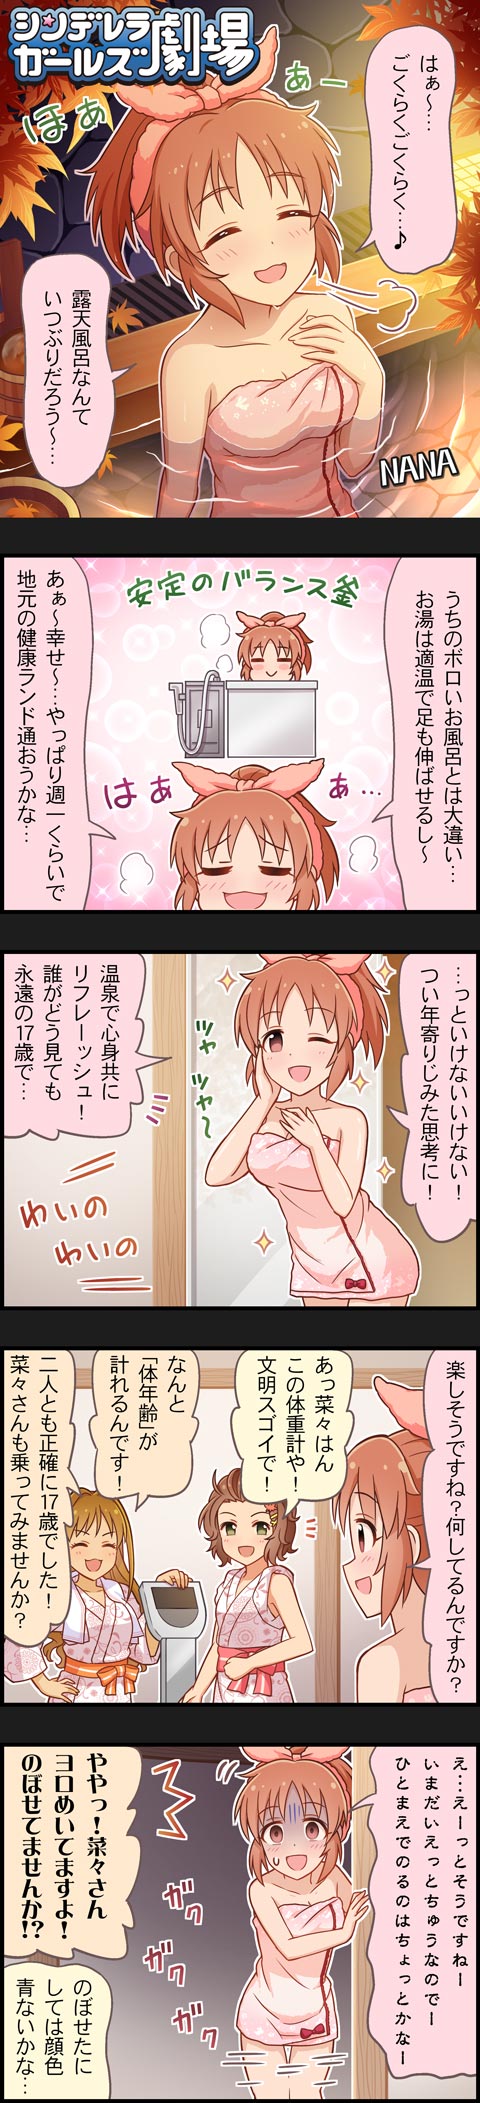 シンデレラ
ガールズ劇場
はぁ～…
ごくらくごくらく…♪
ほぁ
ぁー
露天風呂なんて
いつぶりだろう～…
NANA
うちのボロいお風呂とは大違い…
お湯は適温で足も伸ばせるし～
安定のバランス釜
はぁ
ぁ…
あぁ～幸せ～…やっぱり週一くらいで
地元の健康ランド通おうかな…
…っといけないいけない！
つい年寄りじみた思考に！
ツヤ
ツヤ～
温泉で心身共に
リフレーッシュ！
誰がどう見ても
永遠の17歳で…
わいの
わいの
楽しそうですね？何してるんですか？
あっ菜々はん
この体重計や！
文明スゴイで！
なんと
「体年齢」が
計れるんです！
二人とも正確に17歳でした！
菜々さんも乗ってみませんか？
え…えーっとそうですねー
いまだいえっとちゅうなのでー
ひとまえでのるのはちょっとかなー
ガク
ガク
ガク
ややっ！菜々さん
ヨロめいてますよ！
のぼせてませんか!?
のぼせたに
しては顔色
青ないかな…